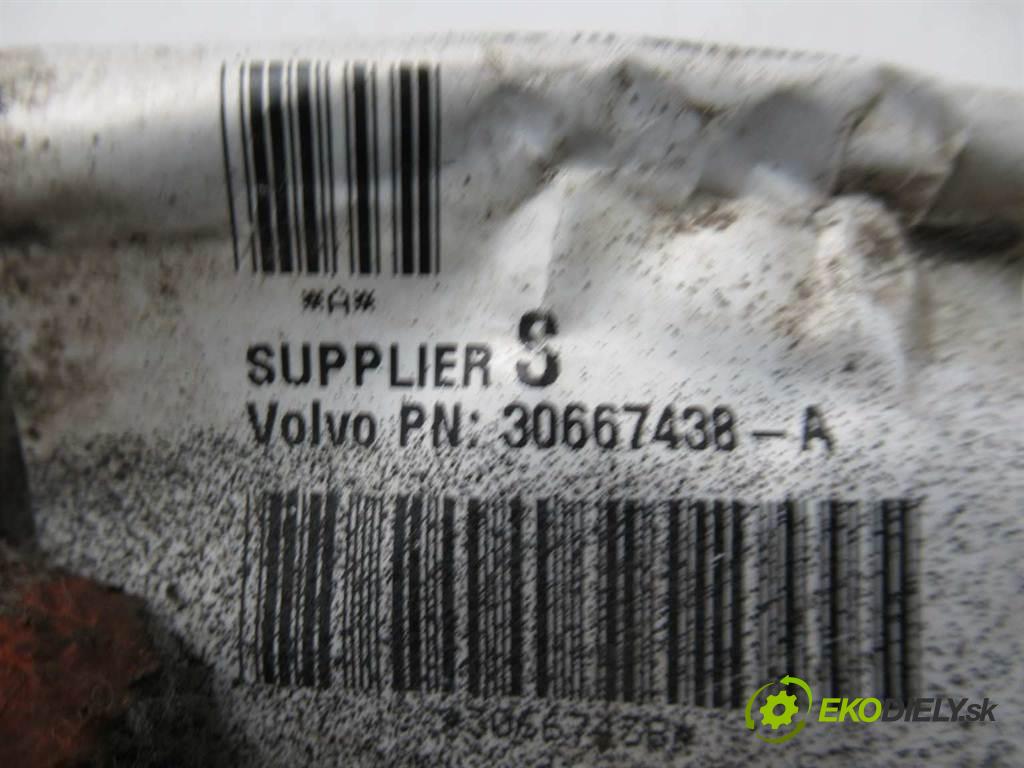 *A*
SUPPLIER S
Volvo PN: 30667438-A
EKODIELY.sk